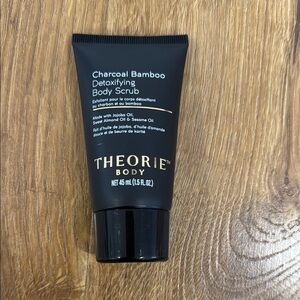 Charcoal Bamboo
Detoxifying
Body Scrub
Exfoliant pour le corps détoxifiant
au charbon et au bambou
Made with Jojoba Oil,
Sweet Almond Oil & Sesame Oil
Fait d'huile de jojoba, d'huile d'amande
douce et de beurre de karité
THEORIE™
BODY
NET 45 mL (1.5 FL OZ.)